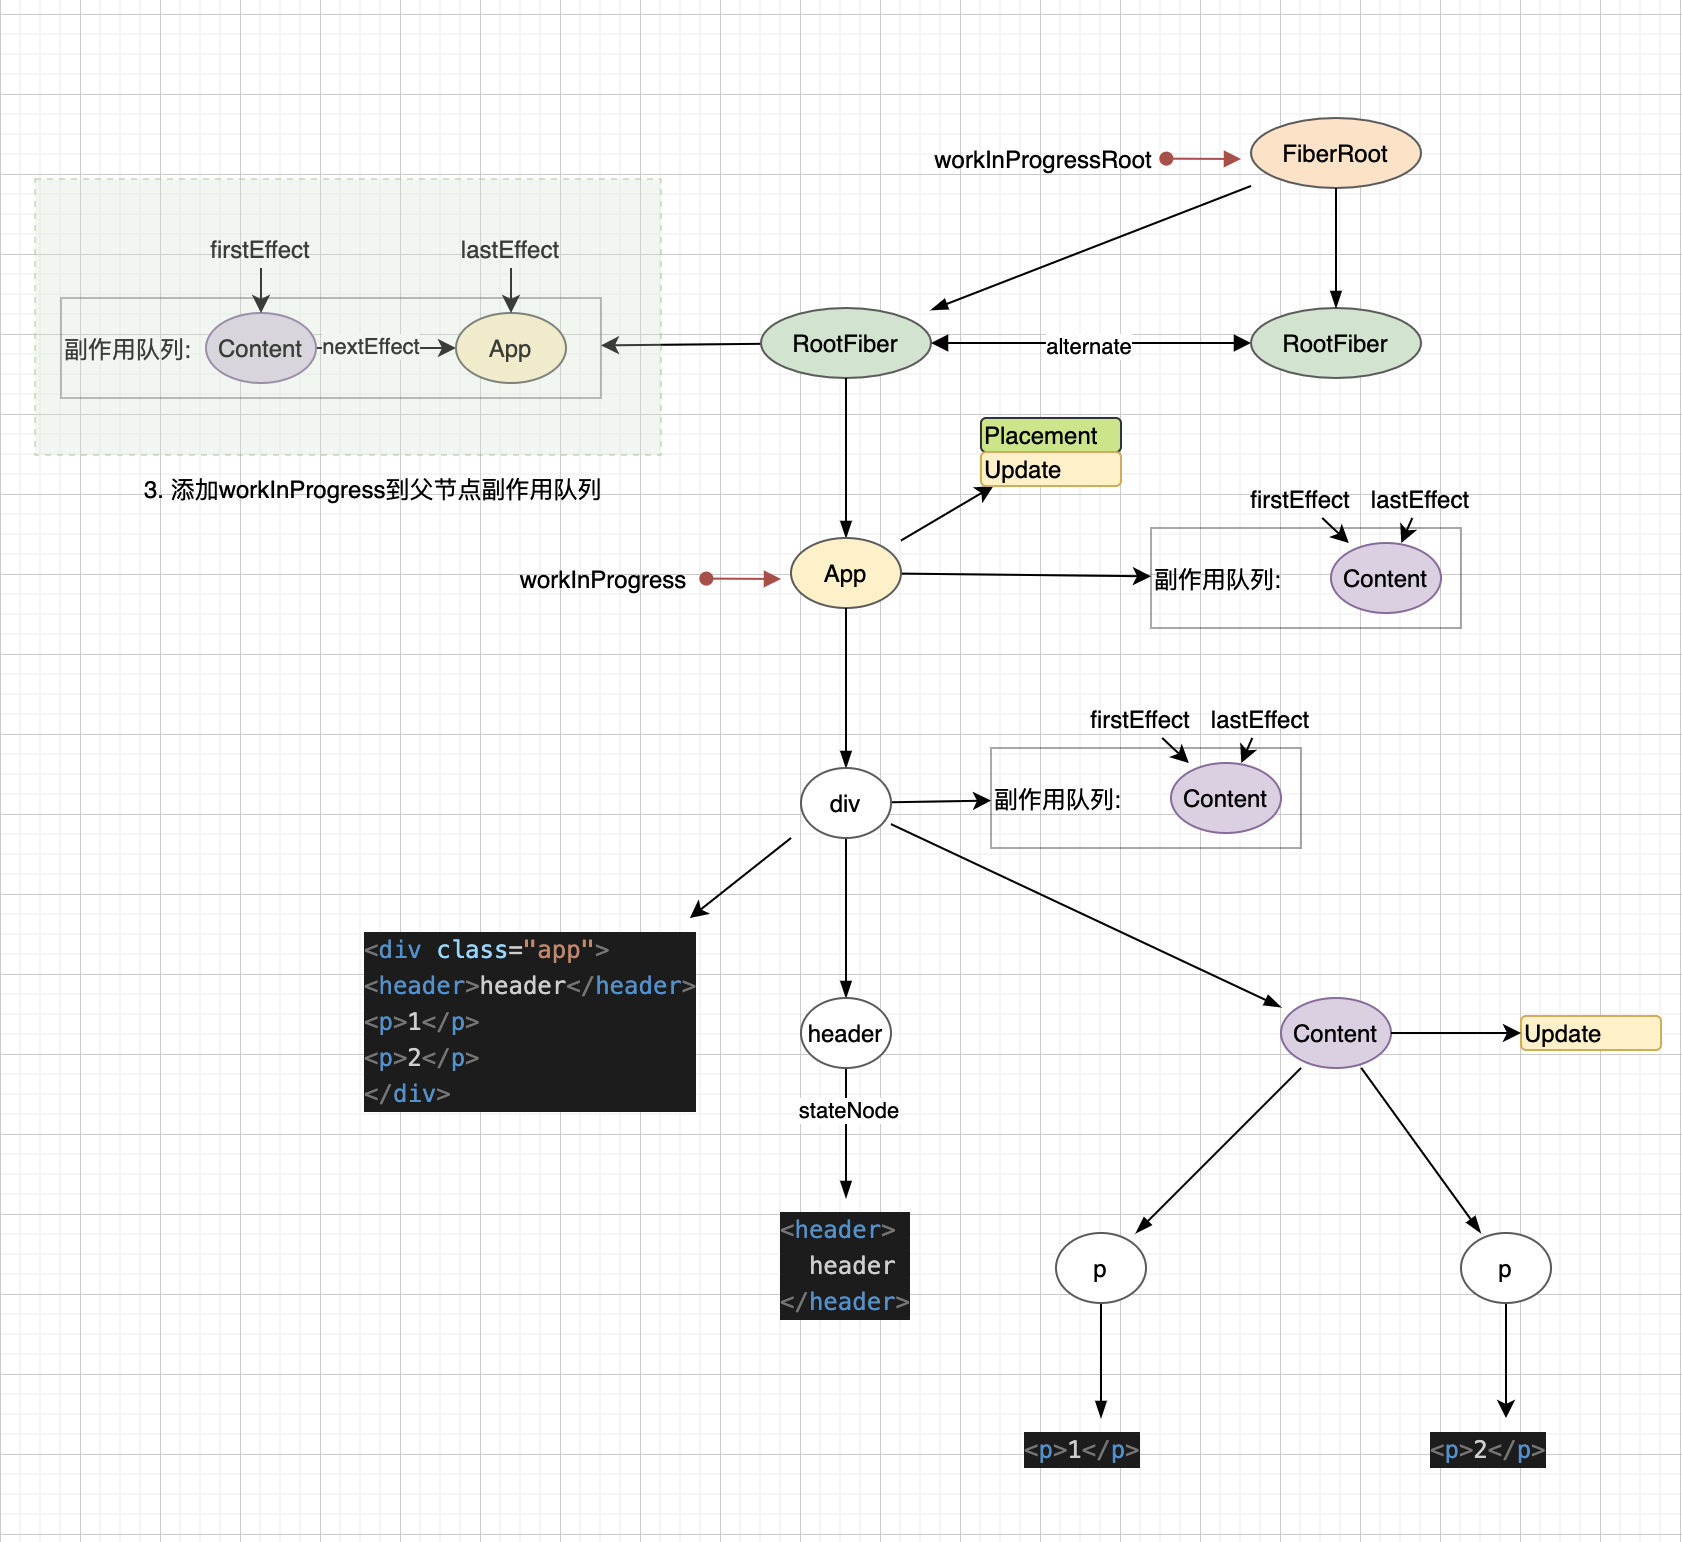 workInProgressRoot
FiberRoot
firstEffect
lastEffect
副作用队列:
Content
nextEffect
App
RootFiber
alternate
RootFiber
3. 添加workInProgress到父节点副作用队列
Placement
Update
workInProgress
App
firstEffect
lastEffect
副作用队列:
Content
firstEffect
lastEffect
div
副作用队列:
Content
<div class="app">
<header>header</header>
<p>1</p>
<p>2</p>
</div>
header
Content
Update
stateNode
<header>
header
</header>
p
p
<p>1</p>
<p>2</p>